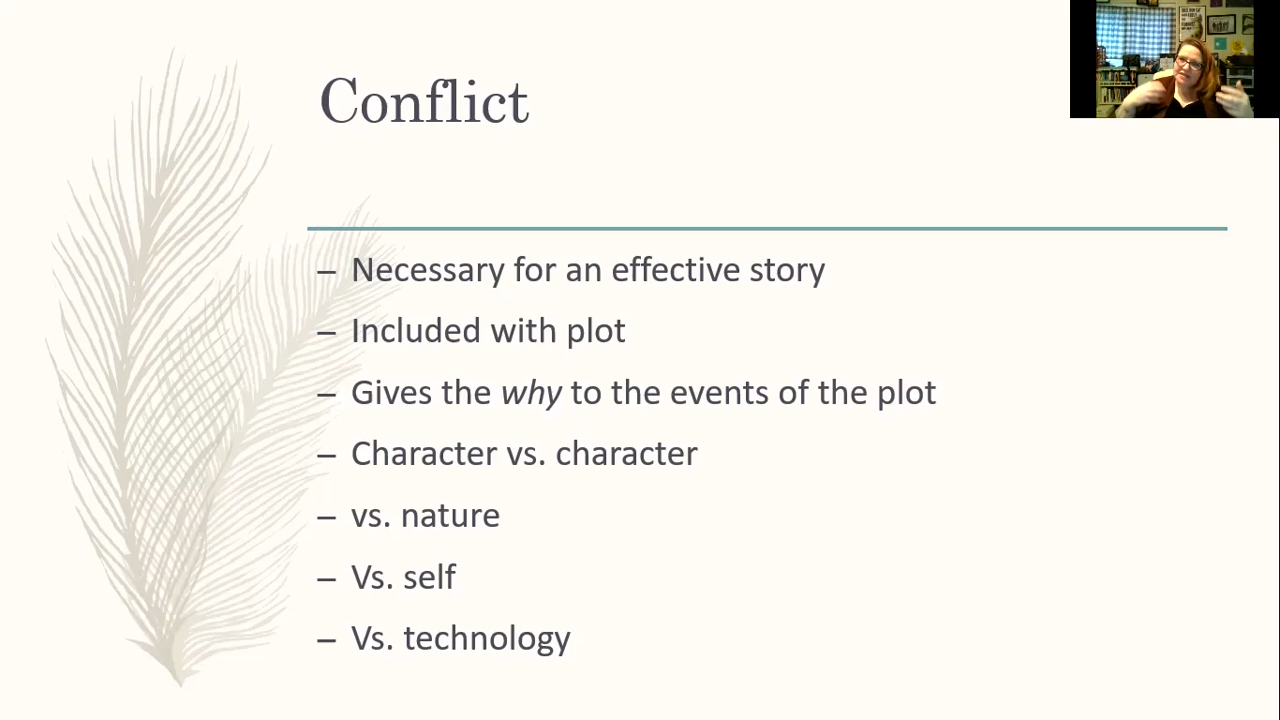 Conflict
– Necessary for an effective story
– Included with plot
– Gives the why to the events of the plot
– Character vs. character
– vs. nature
– Vs. self
– Vs. technology